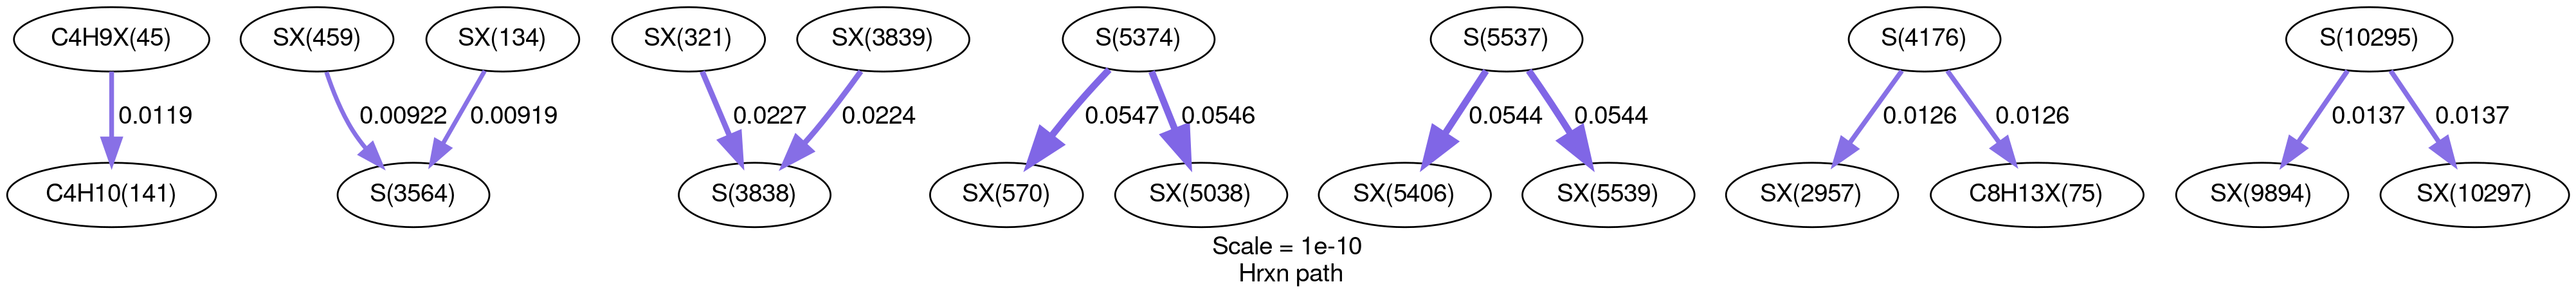 C4H9X(45) SX(459) SX(134) SX(321) SX(3839) S(5374) S(5537) S(4176) S(10295)
0.0119 0.00922 0.00919 0.0227 0.0224 0.0547 0.0546 0.0544 0.0544 0.0126 0.0126 0.0137 0.0137
C4H10(141) S(3564) S(3838) SX(570) SX(5038) SX(5406) SX(5539) SX(2957) C8H13X(75) SX(9894) SX(10297)
Scale = 1e-10
Hrxn path